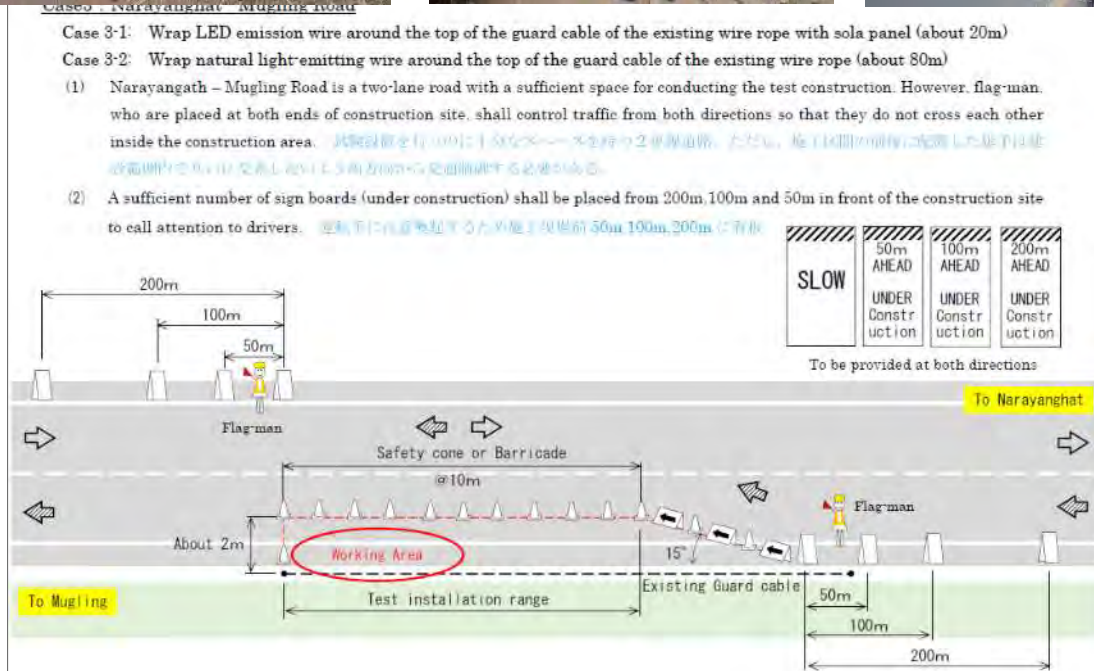 Case3 : Narayanghat Mugling Road
Case 3-1: Wrap LED emission wire around the top of the guard cable of the existing wire rope with sola panel (about 20m)
Case 3-2: Wrap natural light-emitting wire around the top of the guard cable of the existing wire rope (about 80m)
(1) Narayangath – Mugling Road is a two-lane road with a sufficient space for conducting the test construction. However, flag-man,
who are placed at both ends of construction site, shall control traffic from both directions so that they do not cross each other
inside the construction area.
(2) A sufficient number of sign boards (under construction) shall be placed from 200m,100m and 50m in front of the construction site
to call attention to drivers. 50m,100m,200m
SLOW
50m
AHEAD
UNDER
Constr
uction
100m
AHEAD
UNDER
Constr
uction
200m
AHEAD
UNDER
Constr
uction
To be provided at both directions
200m
100m
50m
To Narayanghat
Flag-man
Safety cone or Barricade
@10m
Flag-man
About 2m
Working Area
15°
Existing Guard cable
To Mugling
Test installation range
50m
100m
200m